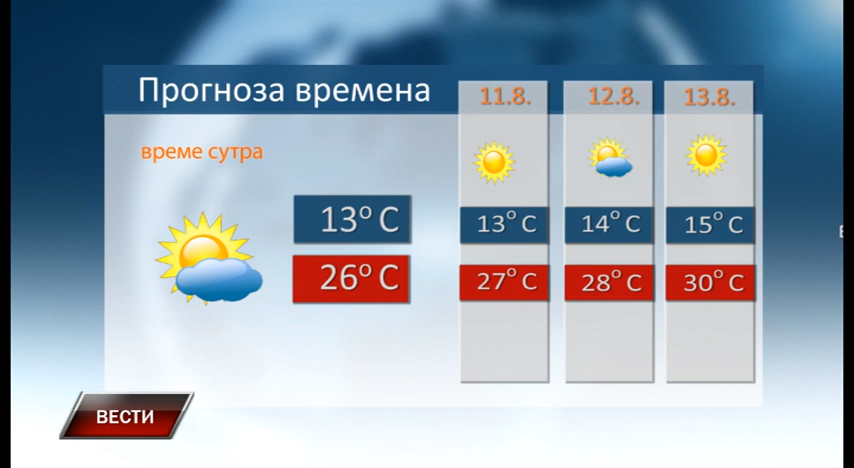 Прогноза времена
време сутра
13° C
26° C
11.8.
13° C
27° C
12.8.
14° C
28° C
13.8.
15° C
30° C
ВЕСТИ